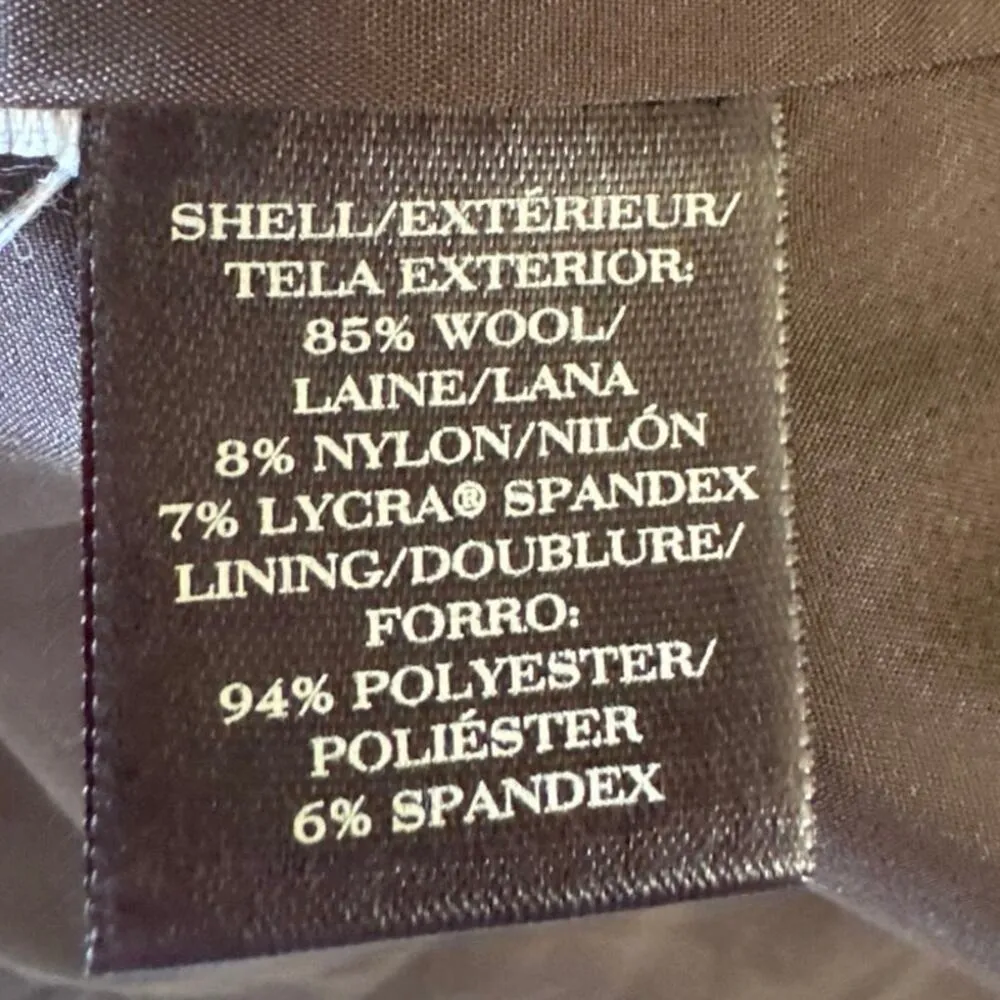 SHELL/EXTÉRIEUR/
TELA EXTERIOR:
85% WOOL/
LAINE/LANA
8% NYLON/NILÓN
7% LYCRA® SPANDEX
LINING/DOUBLURE/
FORRO:
94% POLYESTER/
POLIÉSTER
6% SPANDEX